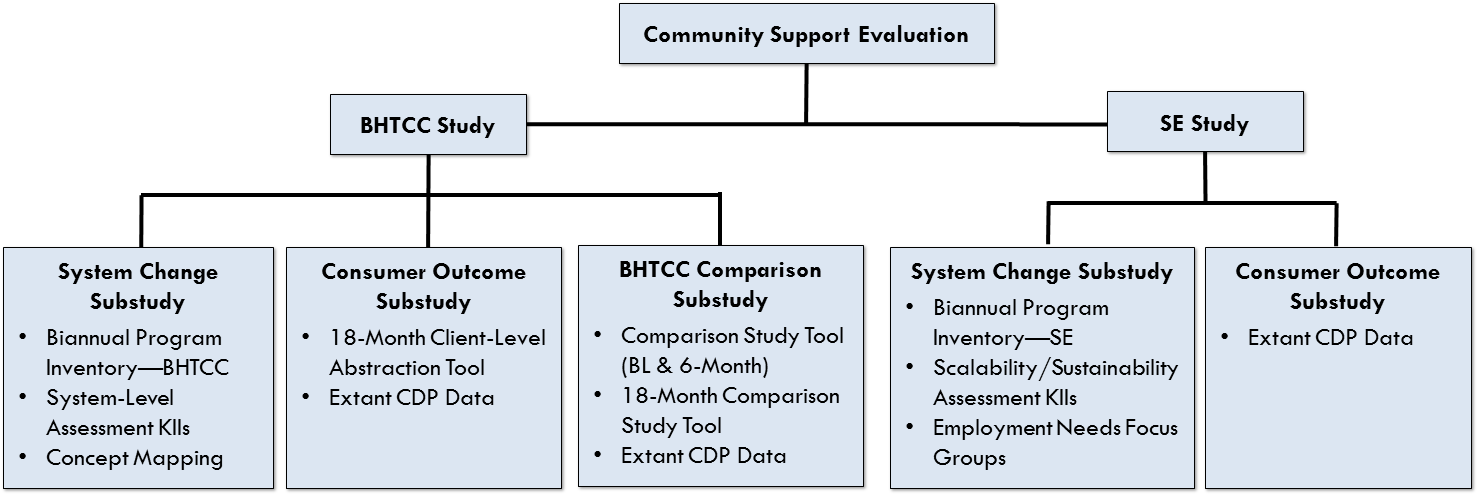 Community Support Evaluation
BHTCC Study
SE Study
System Change
Substudy
• Biannual Program
Inventory—BHTCC
• System-Level
Assessment KIIs
• Concept Mapping
Consumer Outcome
Substudy
• 18-Month Client-Level
Abstraction Tool
• Extant CDP Data
BHTCC Comparison
Substudy
• Comparison Study Tool
(BL & 6-Month)
• 18-Month Comparison
Study Tool
• Extant CDP Data
System Change Substudy
• Biannual Program
Inventory—SE
• Scalability/Sustainability
Assessment KIIs
• Employment Needs Focus
Groups
Consumer Outcome
Substudy
• Extant CDP Data